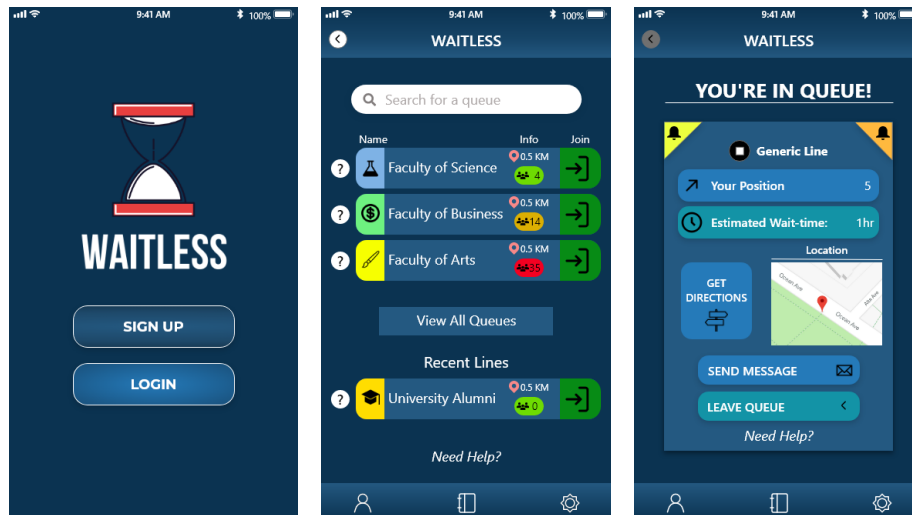 9:41 AM
100%
WAITLESS
SIGN UP
LOGIN
9:41 AM
100%
WAITLESS
Search for a queue
Name Info Join
? Faculty of Science 0.5 KM 4
? Faculty of Business 0.5 KM 14
? Faculty of Arts 0.5 KM 35
View All Queues
Recent Lines
? University Alumni 0.5 KM 0
Need Help?
9:41 AM
100%
WAITLESS
YOU'RE IN QUEUE!
Generic Line
Your Position 5
Estimated Wait-time: 1hr
Location
GET
DIRECTIONS
Ocean Ave
Ocean Ave
SEND MESSAGE
LEAVE QUEUE
Need Help?